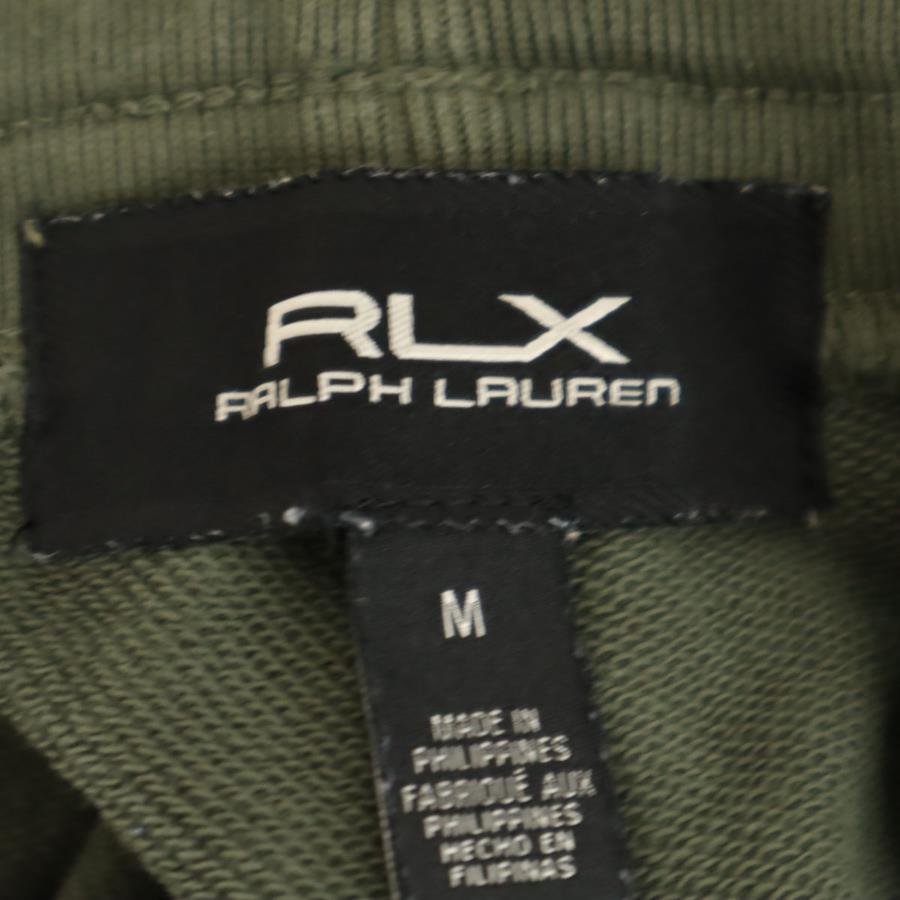 RLX
RALPH LAUREN
M
MADE IN
PHILIPPINES
FABRIQUÉ AUX
PHILIPPINES
HECHO EN
FILIPINAS